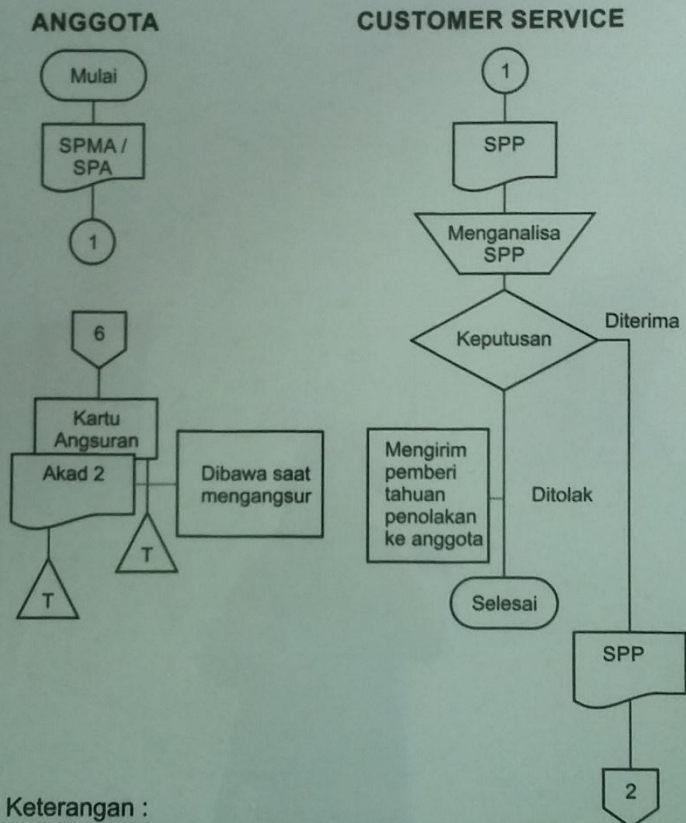 ANGGOTA
Mulai
SPMA /
SPA
1
6
Kartu
Angsuran
Akad 2
Dibawa saat
mengangsur
T
T
CUSTOMER SERVICE
1
SPP
Menganalisa
SPP
Keputusan
Diterima
Mengirim
pemberi
tahuan
penolakan
ke anggota
Ditolak
Selesai
SPP
2
Keterangan :